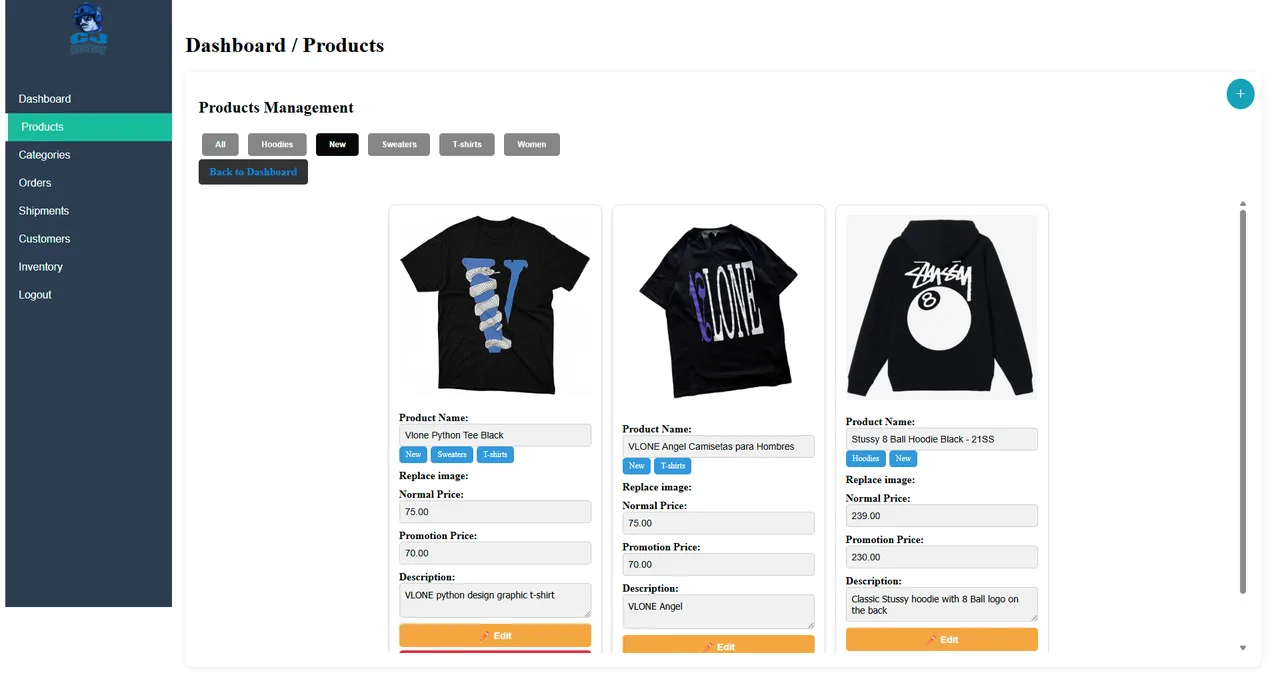 CJ
Dashboard / Products
Dashboard
Products
Categories
Orders
Shipments
Customers
Inventory
Logout
+
Products Management
All Hoodies New Sweaters T-shirts Women
Back to Dashboard
V
VLONE
STUSSY
8
Product Name:
Vlone Python Tee Black
New Sweaters T-shirts
Replace image:
Normal Price:
75.00
Promotion Price:
70.00
Description:
VLONE python design graphic t-shirt
Edit
Product Name:
VLONE Angel Camisetas para Hombres
New T-shirts
Replace image:
Normal Price:
75.00
Promotion Price:
70.00
Description:
VLONE Angel
Edit
Product Name:
Stussy 8 Ball Hoodie Black - 21SS
Hoodies New
Replace image:
Normal Price:
239.00
Promotion Price:
230.00
Description:
Classic Stussy hoodie with 8 Ball logo on
the back
Edit